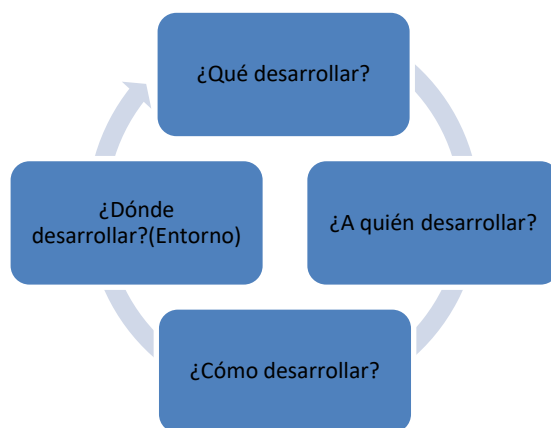 ¿Qué desarrollar?
¿A quién desarrollar?
¿Cómo desarrollar?
¿Dónde
desarrollar?(Entorno)